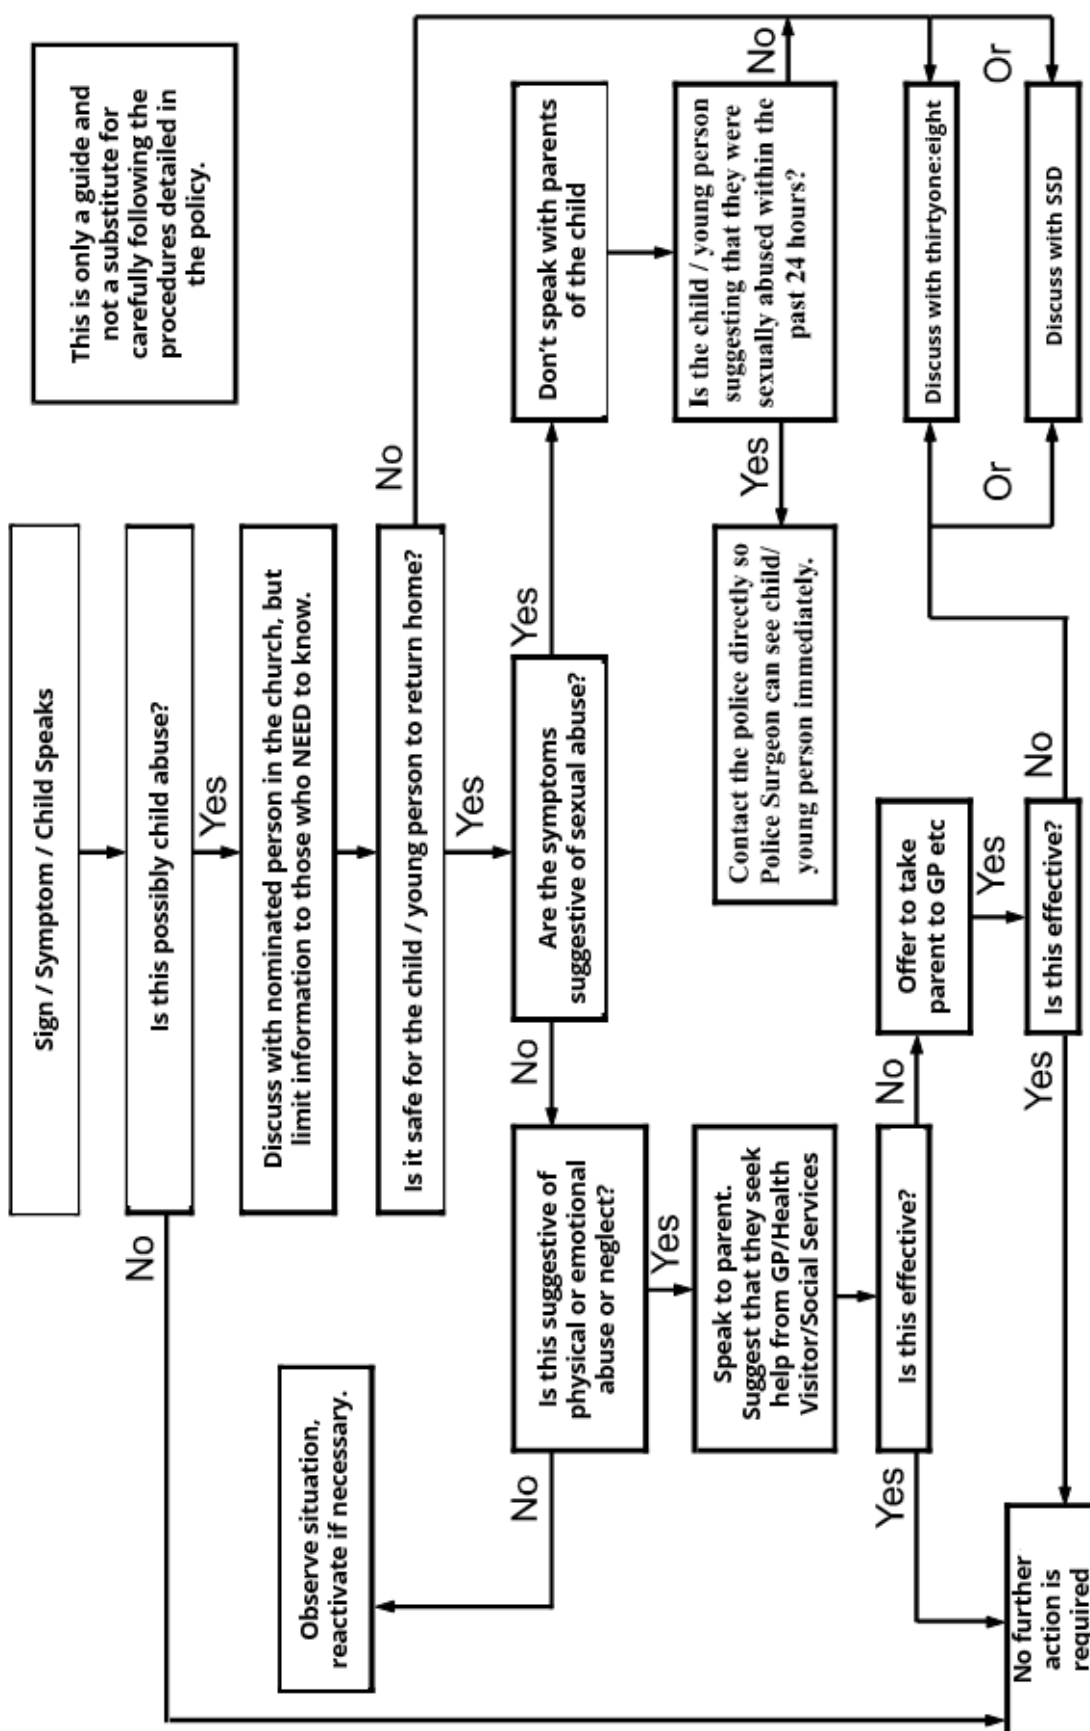 This is only a guide and
not a substitute for
carefully following the
procedures detailed in
the policy.
Sign / Symptom / Child Speaks
Is this possibly child abuse?
No
Yes
Discuss with nominated person in the church, but
limit information to those who NEED to know.
Is it safe for the child / young person to return home?
No
Yes
Observe situation,
reactivate if necessary.
Are the symptoms
suggestive of sexual abuse?
No
Yes
Don't speak with parents
of the child
Is this suggestive of
physical or emotional
abuse or neglect?
No
Yes
Is the child / young person
suggesting that they were
sexually abused within the
past 24 hours?
Yes
No
Contact the police directly so
Police Surgeon can see child/
young person immediately.
Speak to parent.
Suggest that they seek
help from GP/Health
Visitor/Social Services
Is this effective?
Yes
No
Offer to take
parent to GP etc
Yes
Is this effective?
Yes
No
Discuss with thirtyone:eight
Or
Or
Discuss with SSD
No further
action is
required